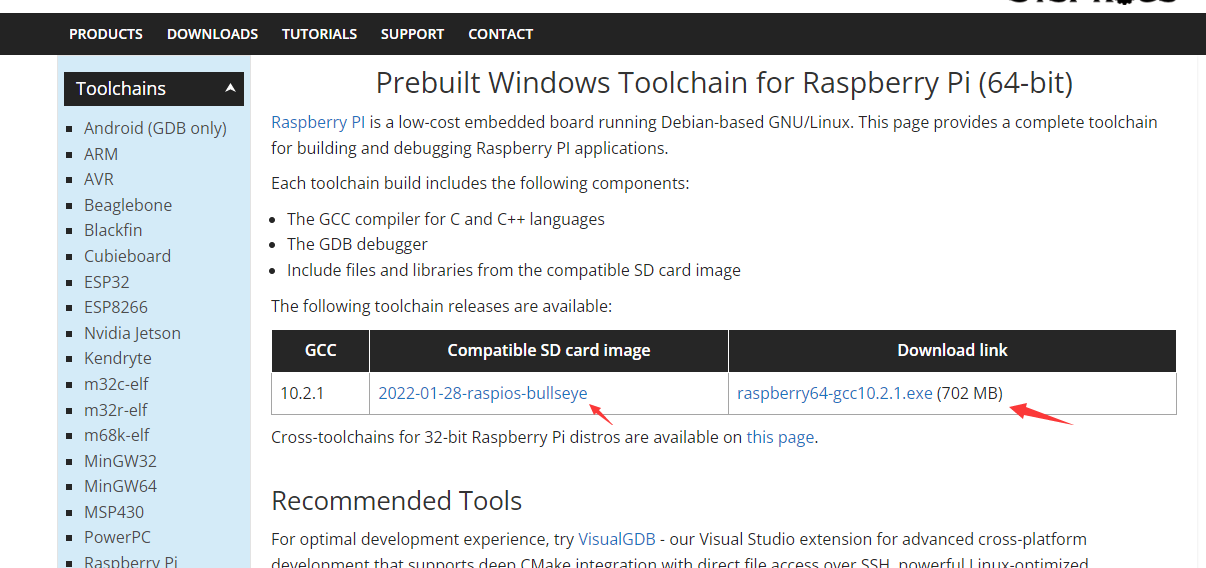 PRODUCTS DOWNLOADS TUTORIALS SUPPORT CONTACT
Toolchains
Android (GDB only)
ARM
AVR
Beaglebone
Blackfin
Cubieboard
ESP32
ESP8266
Nvidia Jetson
Kendryte
m32c-elf
m32r-elf
m68k-elf
MinGW32
MinGW64
MSP430
PowerPC
Raspberry Pi
Prebuilt Windows Toolchain for Raspberry Pi (64-bit)
Raspberry PI is a low-cost embedded board running Debian-based GNU/Linux. This page provides a complete toolchain
for building and debugging Raspberry PI applications.
Each toolchain build includes the following components:
The GCC compiler for C and C++ languages
The GDB debugger
Include files and libraries from the compatible SD card image
The following toolchain releases are available:
GCC Compatible SD card image Download link
10.2.1 2022-01-28-raspios-bullseye raspberry64-gcc10.2.1.exe (702 MB)
Cross-toolchains for 32-bit Raspberry Pi distros are available on this page.
Recommended Tools
For optimal development experience, try VisualGDB - our Visual Studio extension for advanced cross-platform
development that supports deep CMake integration with direct file access over SSH, powerful Linux-optimized